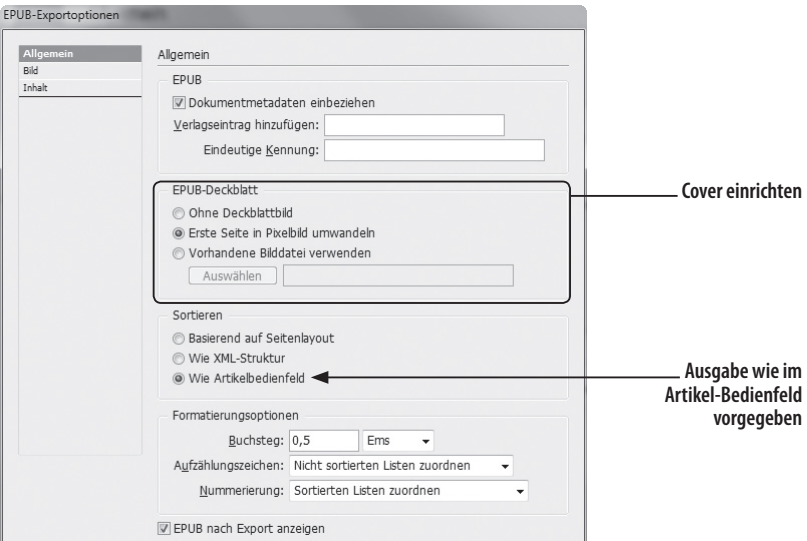 EPUB-Exportoptionen
Allgemein
Bild
Inhalt
Allgemein
EPUB
Dokumentmetadaten einbeziehen
Verlagseintrag hinzufügen:
Eindeutige Kennung:
EPUB-Deckblatt
Ohne Deckblattbild
Erste Seite in Pixelbild umwandeln
Vorhandene Bilddatei verwenden
Auswählen
Cover einrichten
Sortieren
Basierend auf Seitenlayout
Wie XML-Struktur
Wie Artikelbedienfeld
Ausgabe wie im
Artikel-Bedienfeld
vorgegeben
Formatierungsoptionen
Buchsteg: 0,5 Ems
Aufzählungszeichen: Nicht sortierten Listen zuordnen
Nummerierung: Sortierten Listen zuordnen
EPUB nach Export anzeigen